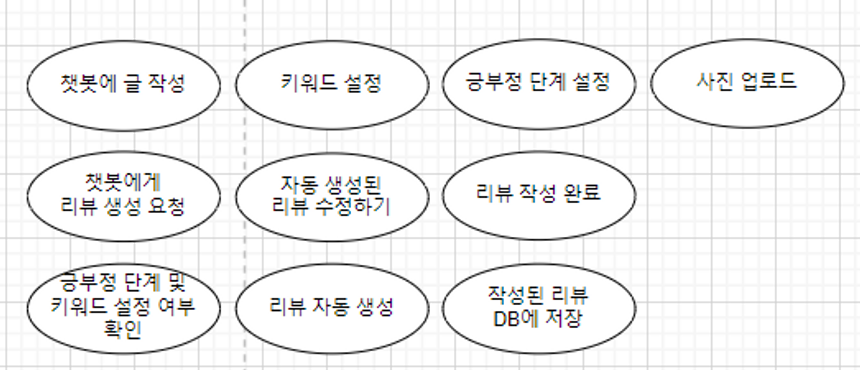 챗봇에 글 작성
키워드 설정
긍부정 단계 설정
사진 업로드
챗봇에게
리뷰 생성 요청
자동 생성된
리뷰 수정하기
리뷰 작성 완료
긍부정 단계 및
키워드 설정 여부
확인
리뷰 자동 생성
작성된 리뷰
DB에 저장